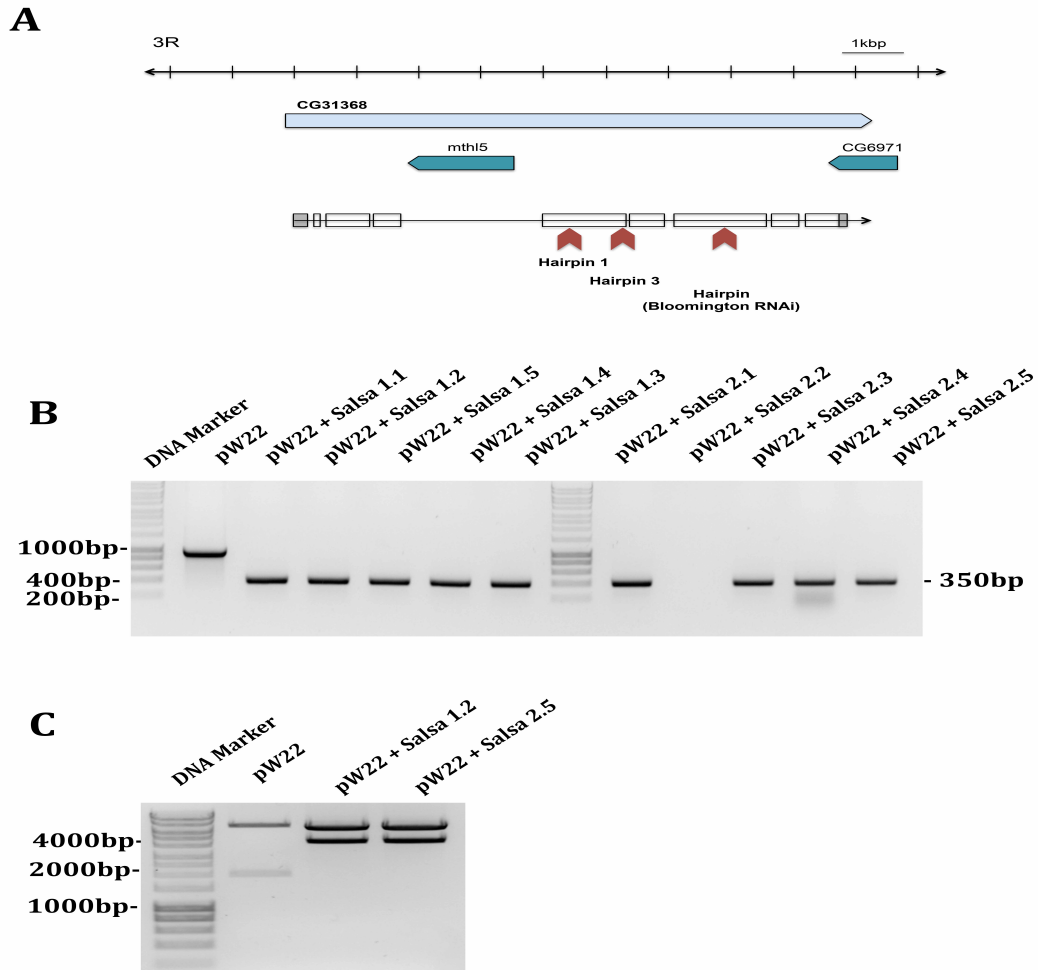 A
3R
1kbp
CG31368
mthl5
CG6971
Hairpin 1
Hairpin 3
Hairpin
(Bloomington RNAi)
B
DNA Marker
pW22
pW22 + Salsa 1.1
pW22 + Salsa 1.2
pW22 + Salsa 1.5
pW22 + Salsa 1.4
pW22 + Salsa 1.3
pW22 + Salsa 2.1
pW22 + Salsa 2.2
pW22 + Salsa 2.3
pW22 + Salsa 2.4
pW22 + Salsa 2.5
1000bp-
400bp-
200bp-
- 350bp
C
DNA Marker
pW22
pW22 + Salsa 1.2
pW22 + Salsa 2.5
4000bp-
2000bp-
1000bp-